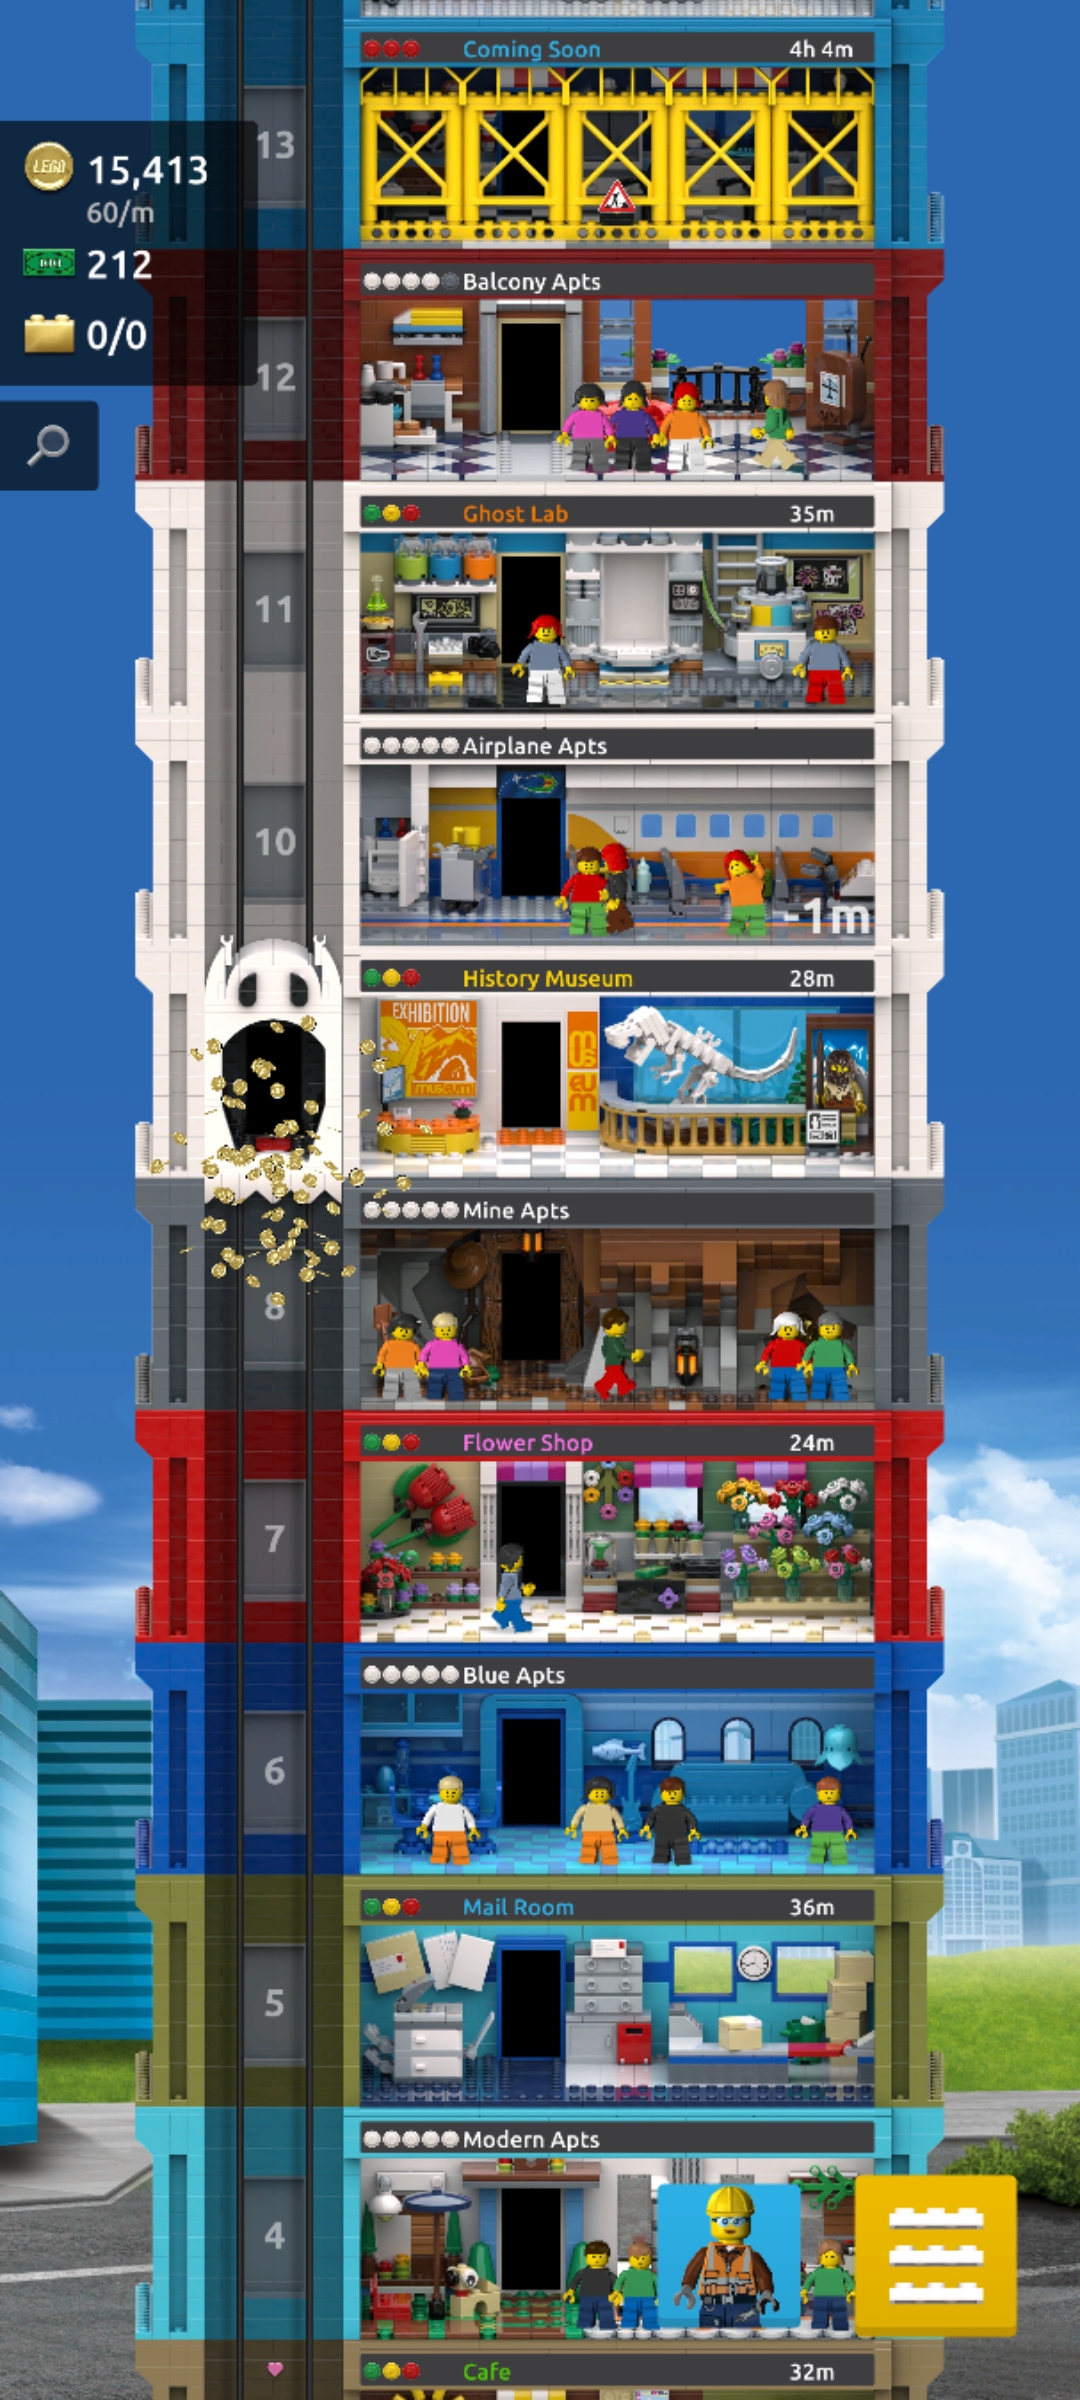 Coming Soon 4h 4m
13
LEGO 15,413
60/m
212
0/0
Balcony Apts
12
Ghost Lab 35m
11
Airplane Apts
10
-1m
History Museum 28m
EXHIBITION
museum
MUSEUM
Mine Apts
8
Flower Shop 24m
7
Blue Apts
6
Mail Room 36m
5
Modern Apts
4
Cafe 32m